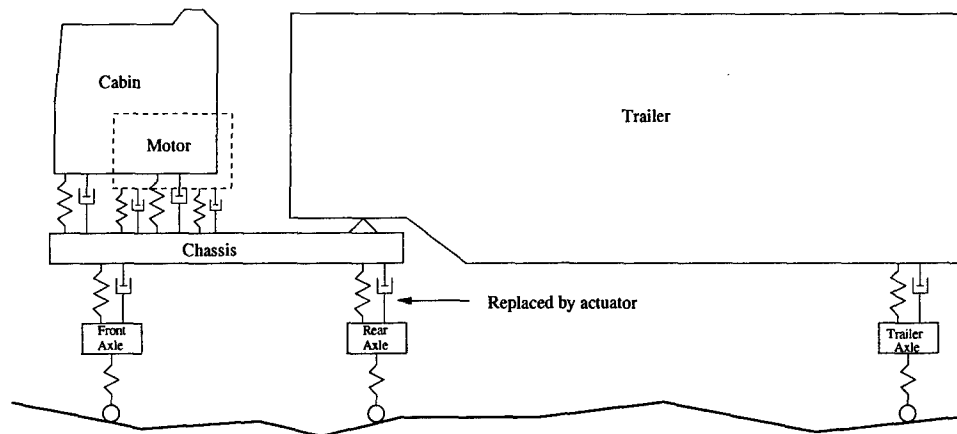 Cabin
Motor
Trailer
Chassis
Replaced by actuator
Front
Axle
Rear
Axle
Trailer
Axle